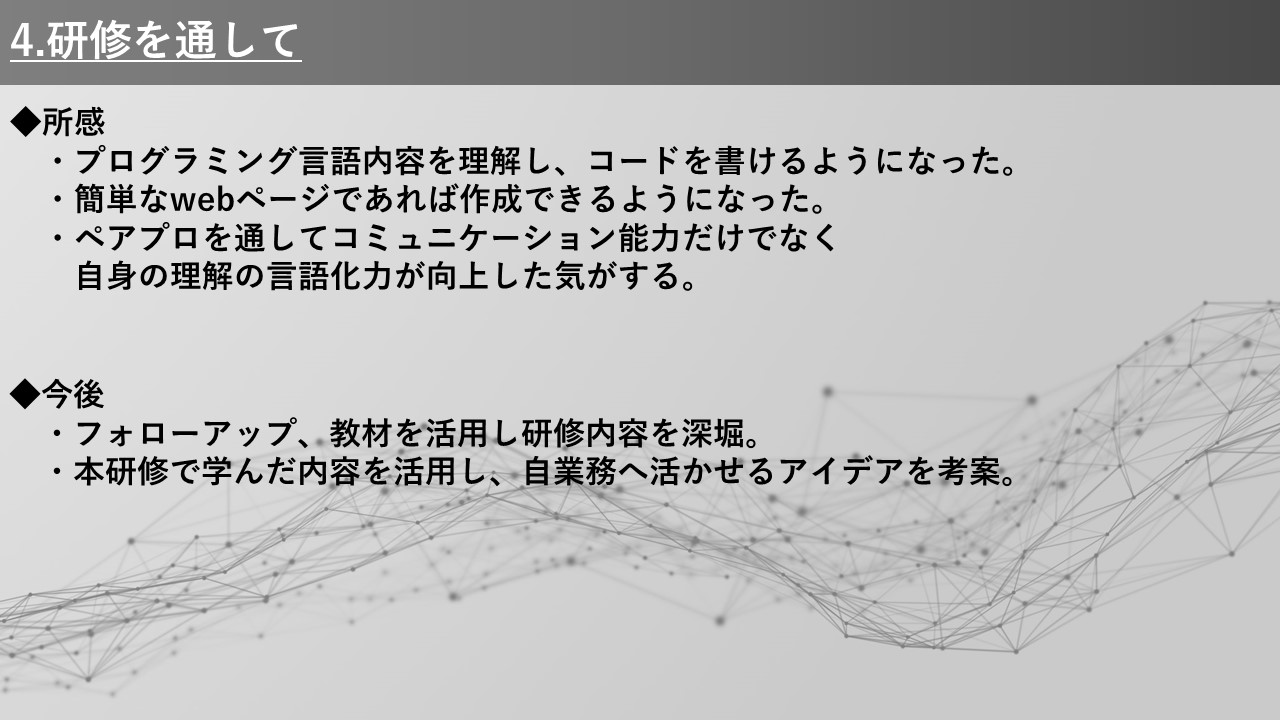 4.研修を通して
◆所感
・プログラミング言語内容を理解し、コードを書けるようになった。
・簡単なwebページであれば作成できるようになった。
・ペアプロを通してコミュニケーション能力だけでなく
自身の理解の言語化力が向上した気がする。
◆今後
・フォローアップ、教材を活用し研修内容を深堀。
・本研修で学んだ内容を活用し、自業務へ活かせるアイデアを考案。